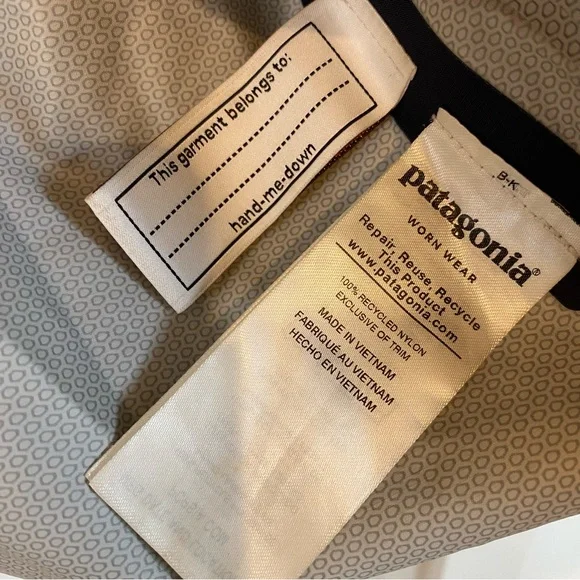 This garment belongs to:
hand-me-down
B-K
patagonia®
WORN WEAR
Repair, Reuse, Recycle
This Product
www.patagonia.com
100% RECYCLED NYLON
EXCLUSIVE OF TRIM
MADE IN VIETNAM
FABRIQUÉ AU VIETNAM
HECHO EN VIETNAM